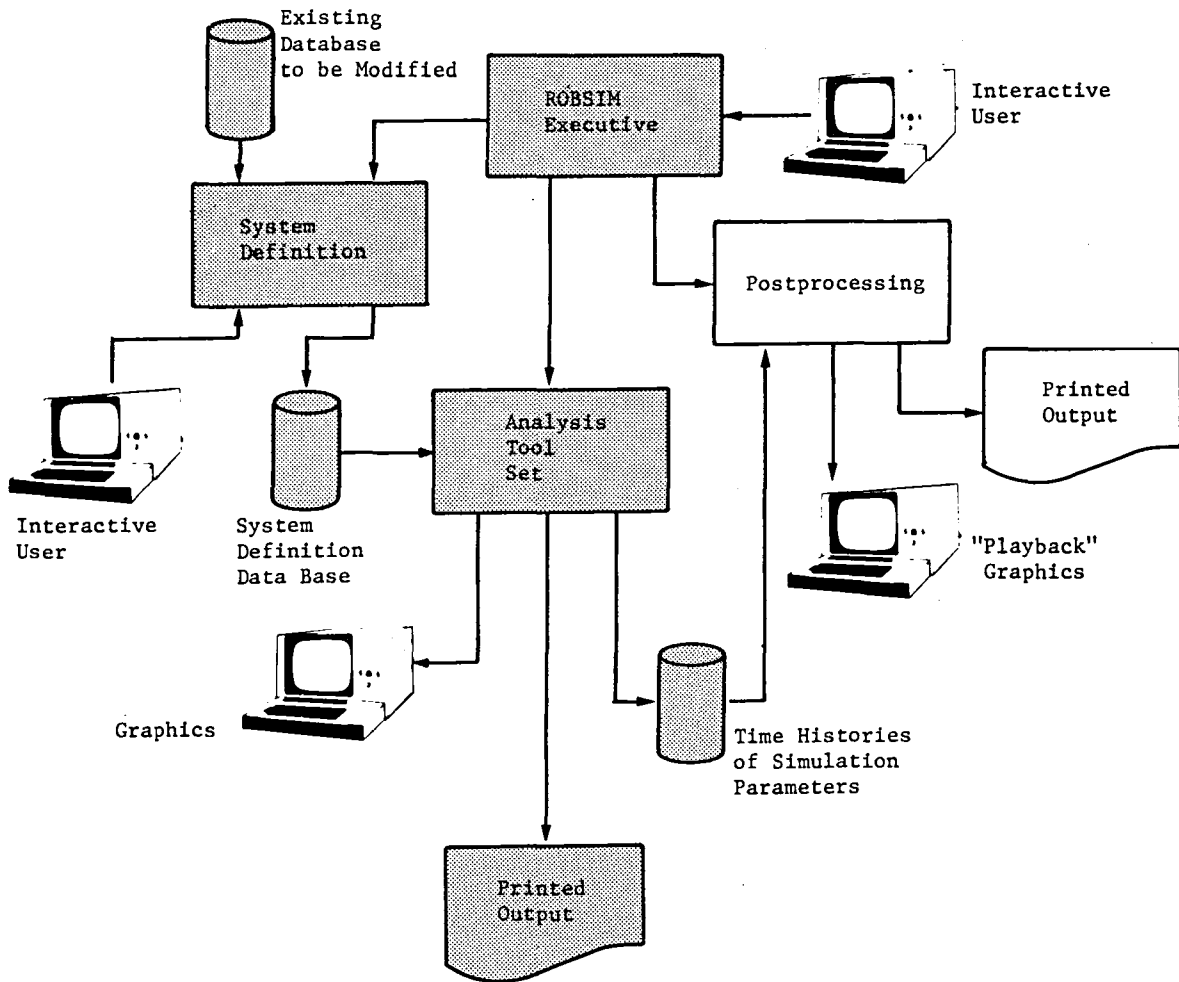 Existing
Database
to be Modified
ROBSIM
Executive
Interactive
User
System
Definition
Postprocessing
Analysis
Tool
Set
Printed
Output
Interactive
User
System
Definition
Data Base
"Playback"
Graphics
Graphics
Time Histories
of Simulation
Parameters
Printed
Output